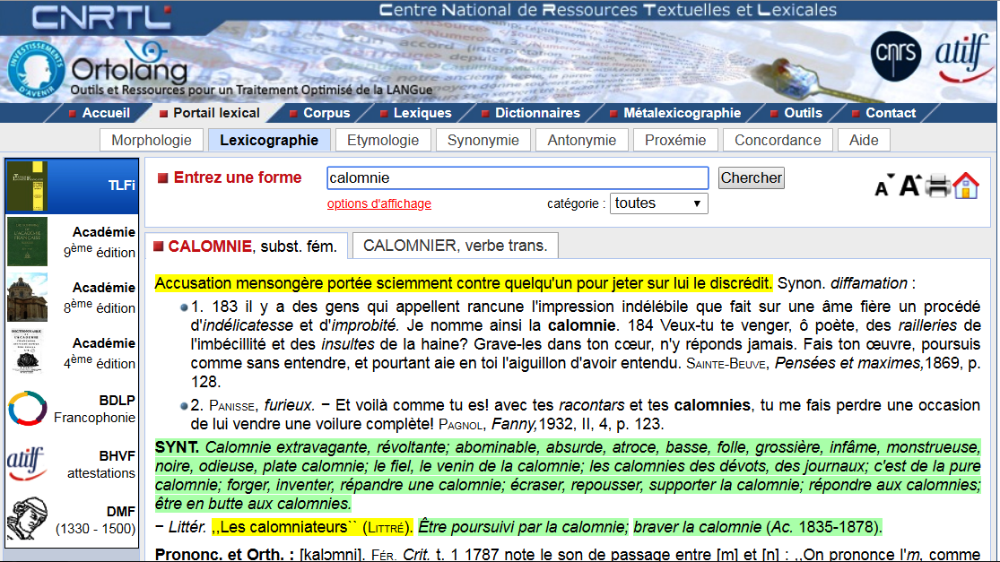 CNRTL
Centre National de Ressources Textuelles et Lexicales
INVESTISSEMENTS D'AVENIR
Ortolang
Outils et Ressources pour un Traitement Optimisé de la LANGue
cnrs
atilf
Accueil
Portail lexical
Corpus
Lexiques
Dictionnaires
Métalexicographie
Outils
Contact
Morphologie
Lexicographie
Etymologie
Synonymie
Antonymie
Proxémie
Concordance
Aide
TLFi
Académie
9ème édition
Académie
8ème édition
Académie
4ème édition
BDLP
Francophonie
atilf
BHVF
attestations
DMF
(1330 - 1500)
Entrez une forme
calomnie
Chercher
options d'affichage
catégorie :
toutes
A A
CALOMNIE, subst. fém.
CALOMNIER, verbe trans.
Accusation mensongère portée sciemment contre quelqu'un pour jeter sur lui le discrédit. Synon. diffamation :
1. 183 il y a des gens qui appellent rancune l'impression indélébile que fait sur une âme fière un procédé
d'indélicatesse et d'improbité. Je nomme ainsi la calomnie. 184 Veux-tu te venger, ô poète, des railleries de
l'imbécillité et des insultes de la haine? Grave-les dans ton cœur, n'y réponds jamais. Fais ton œuvre, poursuis
comme sans entendre, et pourtant aie en toi l'aiguillon d'avoir entendu. Sainte-Beuve, Pensées et maximes,1869, p.
128.
2. Panisse, furieux. − Et voilà comme tu es! avec tes racontars et tes calomnies, tu me fais perdre une occasion
de lui vendre une voilure complète! Pagnol, Fanny,1932, II, 4, p. 123.
SYNT. Calomnie extravagante, révoltante; abominable, absurde, atroce, basse, folle, grossière, infâme, monstrueuse,
noire, odieuse, plate calomnie; le fiel, le venin de la calomnie; les calomnies des dévots, des journaux; c'est de la pure
calomnie; forger, inventer, répandre une calomnie; écraser, repousser, supporter la calomnie; répondre aux calomnies;
être en butte aux calomnies.
− Littér. ,,Les calomniateurs`` (Littré). Être poursuivi par la calomnie; braver la calomnie (Ac. 1835-1878).
Prononc. et Orth. : [kalɔmni]. Fér. Crit. t. 1 1787 note le son de passage entre [m] et [n] : ,,On prononce l'm, comme